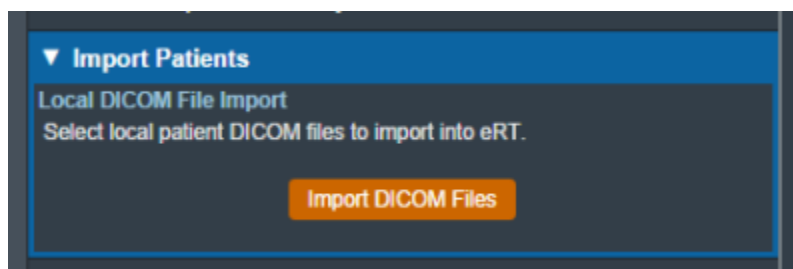 ▼ Import Patients
Local DICOM File Import
Select local patient DICOM files to import into eRT.
Import DICOM Files